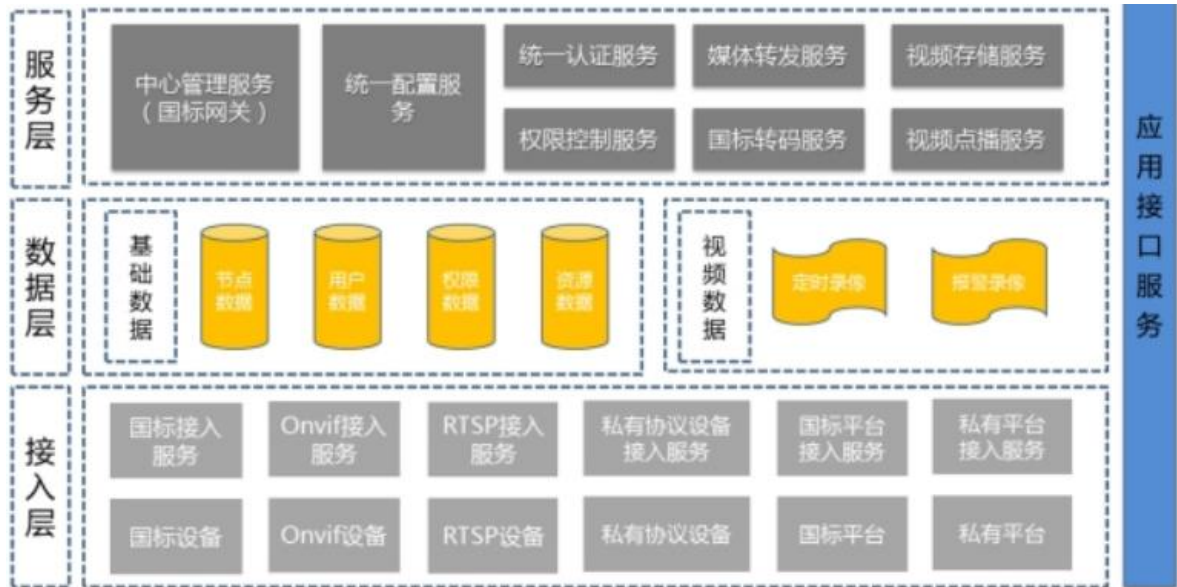 服务层
中心管理服务
（国标网关）
统一配置服
务
统一认证服务
媒体转发服务
视频存储服务
权限控制服务
国标转码服务
视频点播服务
数据层
基础数据
节点
数据
用户
数据
权限
数据
资源
数据
视频数据
定时录像
报警录像
接入层
国标接入
服务
Onvif接入
服务
RTSP接入
服务
私有协议设备
接入服务
国标平台
接入服务
私有平台
接入服务
国标设备
Onvif设备
RTSP设备
私有协议设备
国标平台
私有平台
应用接口服务